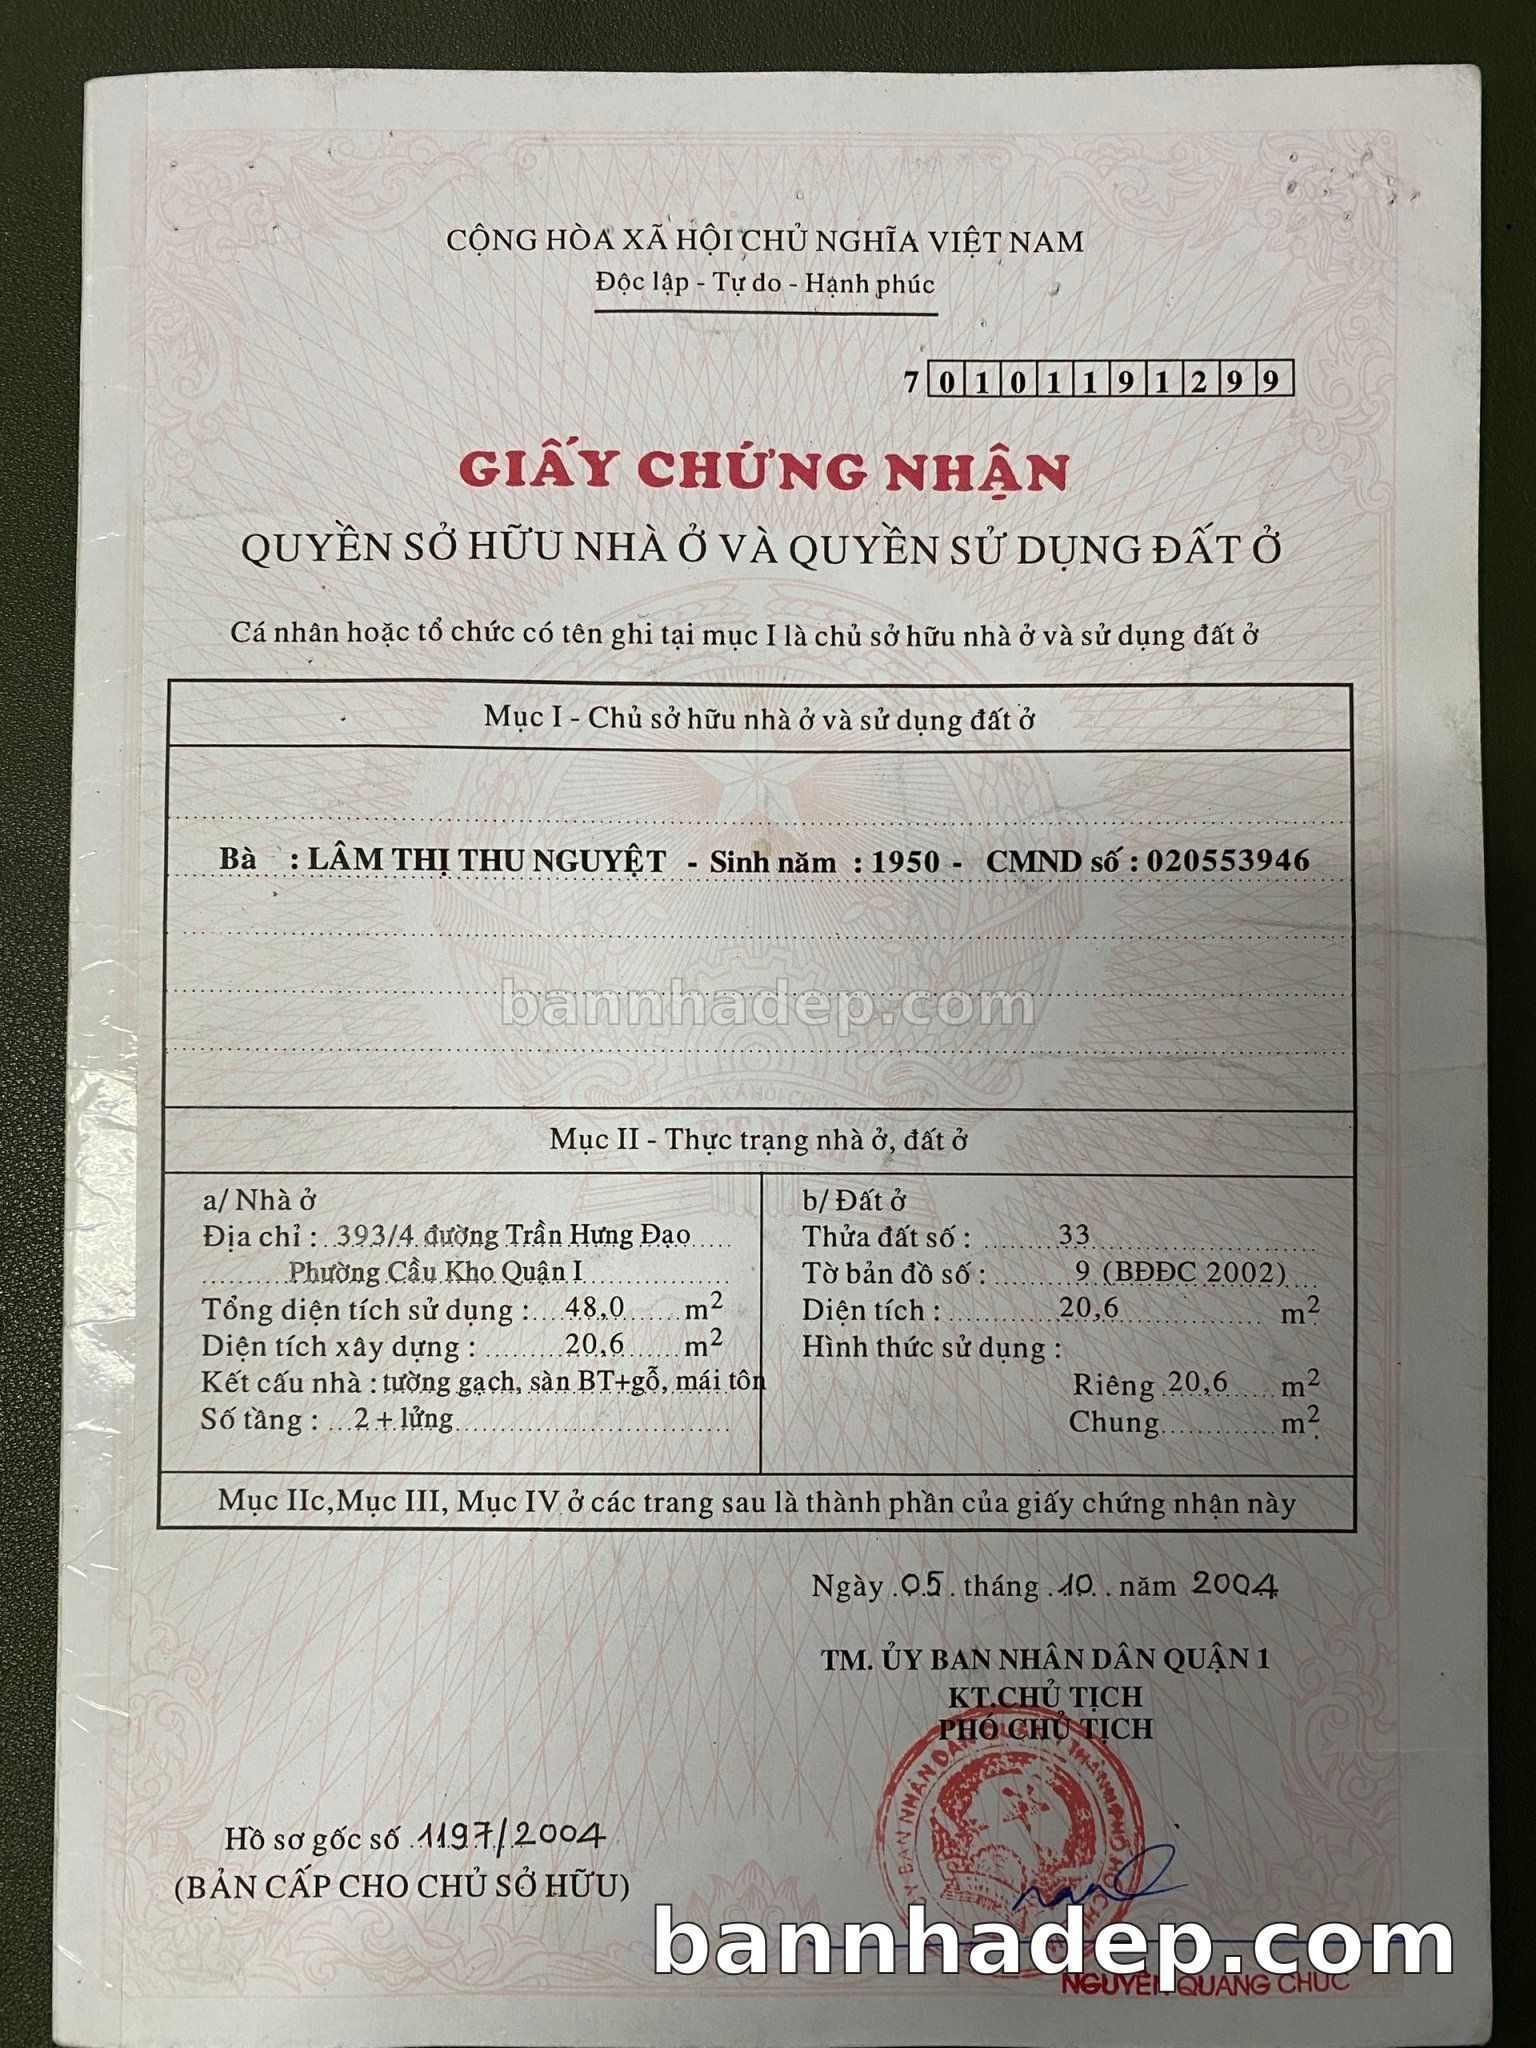 CỘNG HÒA XÃ HỘI CHỦ NGHĨA VIỆT NAM
Độc lập - Tự do - Hạnh phúc
7 0101191299
GIẤY CHỨNG NHẬN
QUYỀN SỞ HỮU NHÀ Ở VÀ QUYỀN SỬ DỤNG ĐẤT Ở
Cá nhân hoặc tổ chức có tên ghi tại mục I là chủ sở hữu nhà ở và sử dụng đất ở
Mục I - Chủ sở hữu nhà ở và sử dụng đất ở
Bà : LÂM THỊ THU NGUYỆT - Sinh năm : 1950 - CMND số : 020553946
bannhadep.com
Mục II - Thực trạng nhà ở, đất ở
a/ Nhà ở
Địa chỉ : 393/4 đường Trần Hưng Đạo
Phường Cầu Kho Quận I
Tổng diện tích sử dụng : 48,0 m2
Diện tích xây dựng : 20,6 m2
Kết cấu nhà : tường gạch, sàn BT+gỗ, mái tôn
Số tầng : 2 + lửng
b/ Đất ở
Thửa đất số : 33
Tờ bản đồ số : 9 (BĐĐC 2002)
Diện tích : 20,6 m2
Hình thức sử dụng :
Riêng 20,6 m2
Chung m2
Mục IIc, Mục III, Mục IV ở các trang sau là thành phần của giấy chứng nhận này
Ngày 05 tháng 10 năm 2004
TM. ỦY BAN NHÂN DÂN QUẬN 1
KT.CHỦ TỊCH
PHÓ CHỦ TỊCH
Hồ sơ gốc số 1197/2004
(BẢN CẤP CHO CHỦ SỞ HỮU)
bannhadep.com
NGUYỄN QUANG CHỨC